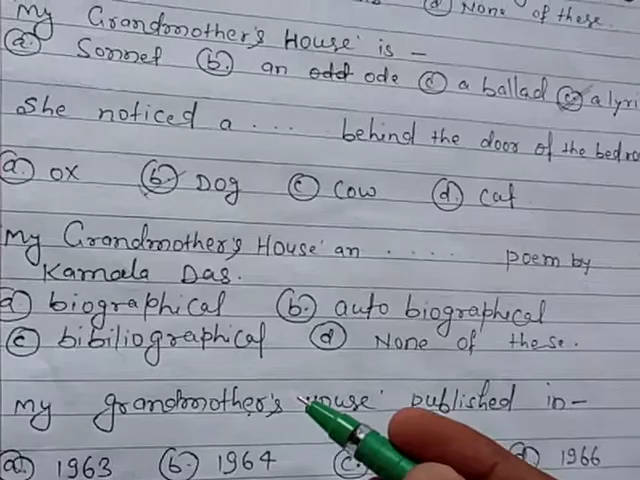 (d) None of these.
My Grandmother's House is —
(a.) Sonnet (b) an ode (c) a ballad a lyri
She noticed a .... behind the door of the bedro
(a.) OX (b.) Dog (c) Cow (d.) Cat
My Grandmother's House an ..... poem by
Kamala Das.
(a) biographical (b.) auto biographical
(c) bibiliographical (d) None of these.
My grandmother's House' published in —
(a). 1963 (b.) 1964 (c. (d) 1966